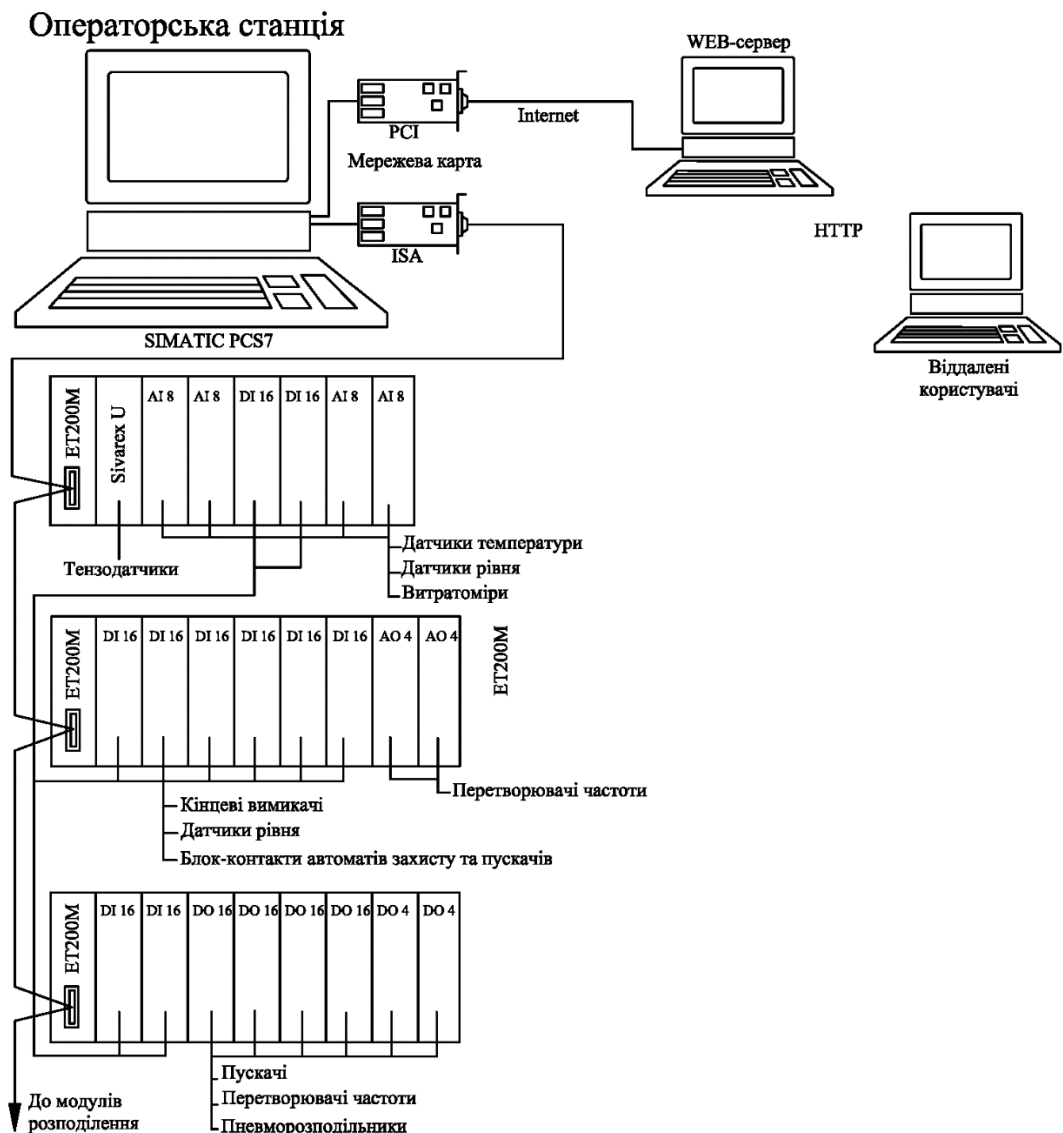 Операторська станція
WEB-сервер
PCI
Internet
Мережева карта
ISA
HTTP
SIMATIC PCS7
Віддалені
користувачі
ET200M
Sivarex U
AI 8
AI 8
DI 16
DI 16
AI 8
AI 8
Тензодатчики
Датчики температури
Датчики рівня
Витратоміри
ET200M
DI 16
DI 16
DI 16
DI 16
DI 16
DI 16
AO 4
AO 4
ET200M
Перетворювачі частоти
Кінцеві вимикачі
Датчики рівня
Блок-контакти автоматів захисту та пускачів
ET200M
DI 16
DI 16
DO 16
DO 16
DO 16
DO 16
DO 4
DO 4
Пускачі
Перетворювачі частоти
Пневморозподільники
До модулів
розподілення